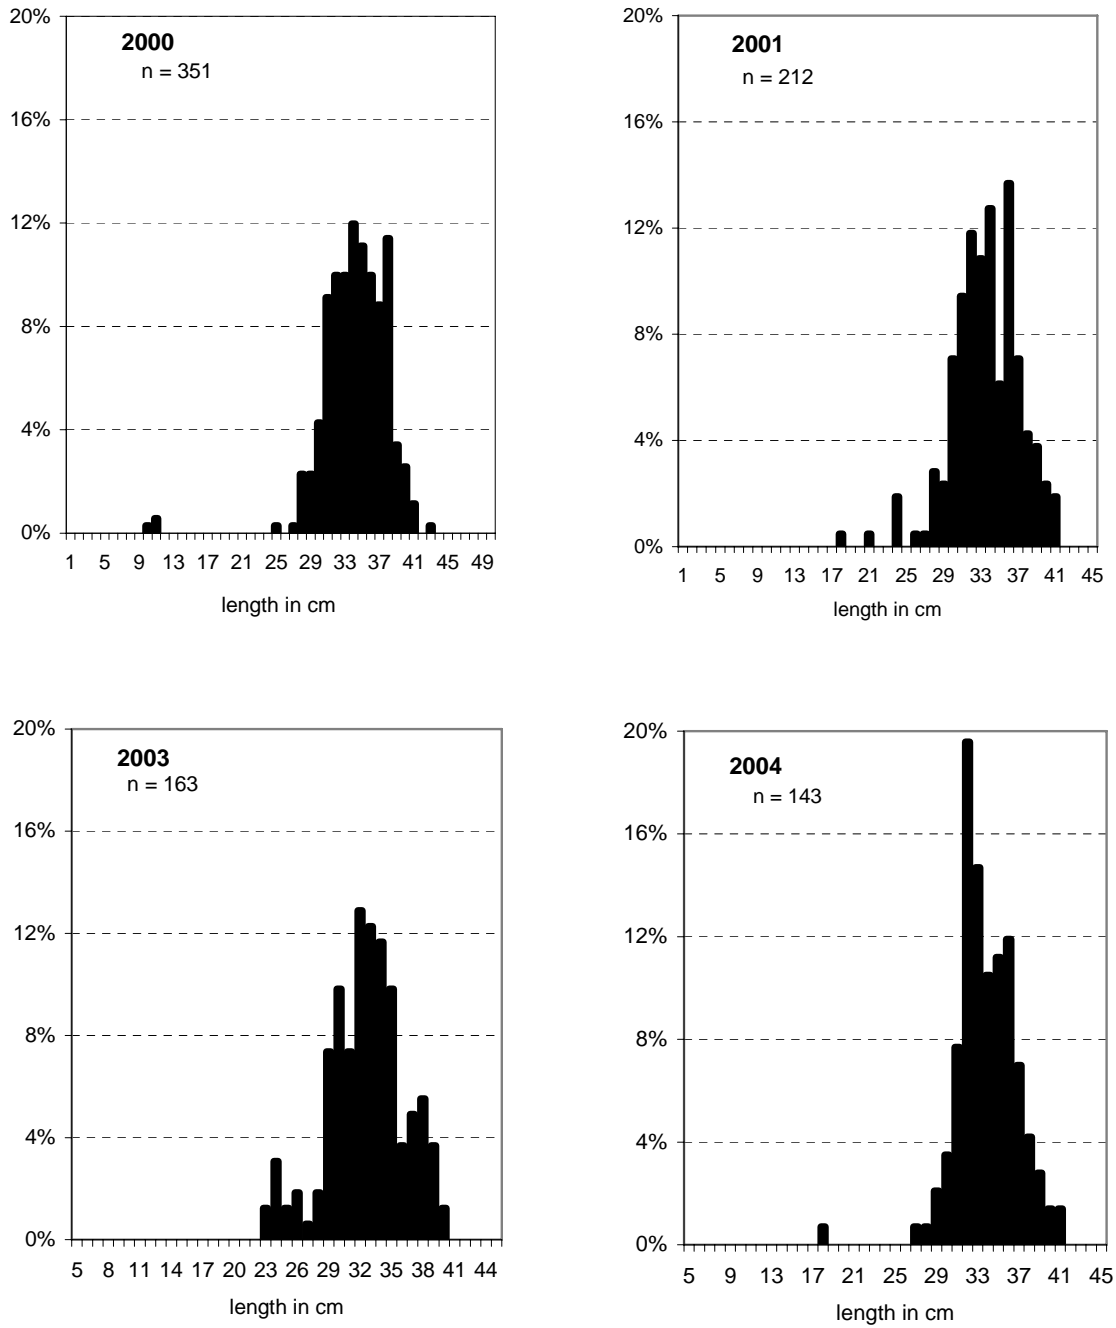 20%
2000
n = 351
16%
12%
8%
4%
0%
1 5 9 13 17 21 25 29 33 37 41 45 49
length in cm
20%
2001
n = 212
16%
12%
8%
4%
0%
1 5 9 13 17 21 25 29 33 37 41 45
length in cm
20%
2003
n = 163
16%
12%
8%
4%
0%
5 8 11 14 17 20 23 26 29 32 35 38 41 44
length in cm
20%
2004
n = 143
16%
12%
8%
4%
0%
5 9 13 17 21 25 29 33 37 41 45
length in cm